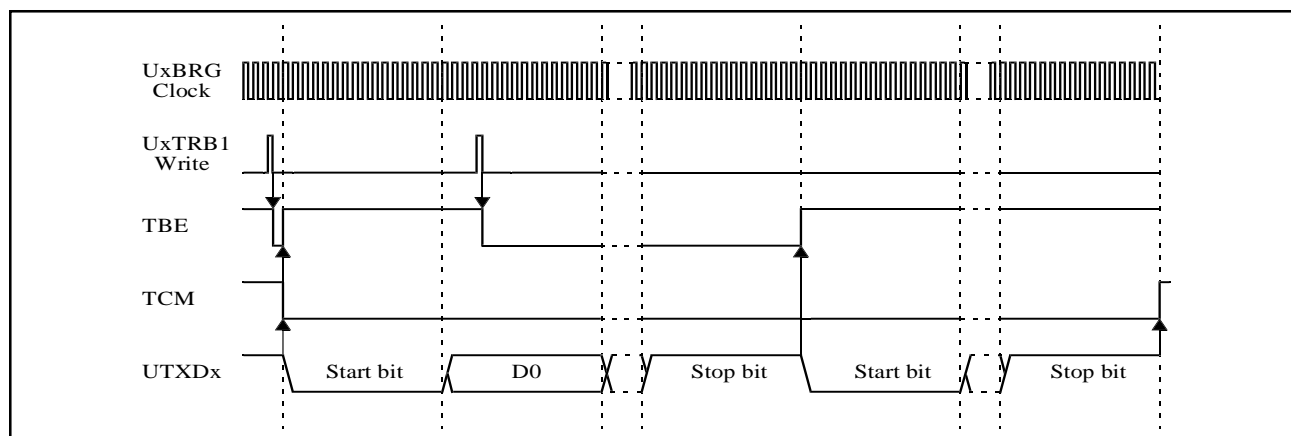 UxBRG
Clock
UxTRB1
Write
TBE
TCM
UTXDx
Start bit
D0
Stop bit
Start bit
Stop bit